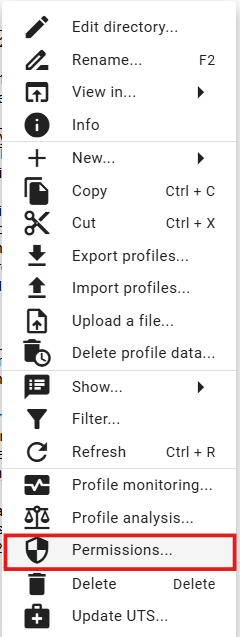 Edit directory...
Rename... F2
View in...
Info
New...
Copy Ctrl + C
Cut Ctrl + X
Export profiles...
Import profiles...
Upload a file...
Delete profile data...
Show...
Filter...
Refresh Ctrl + R
Profile monitoring...
Profile analysis...
Permissions...
Delete Delete
Update UTS...